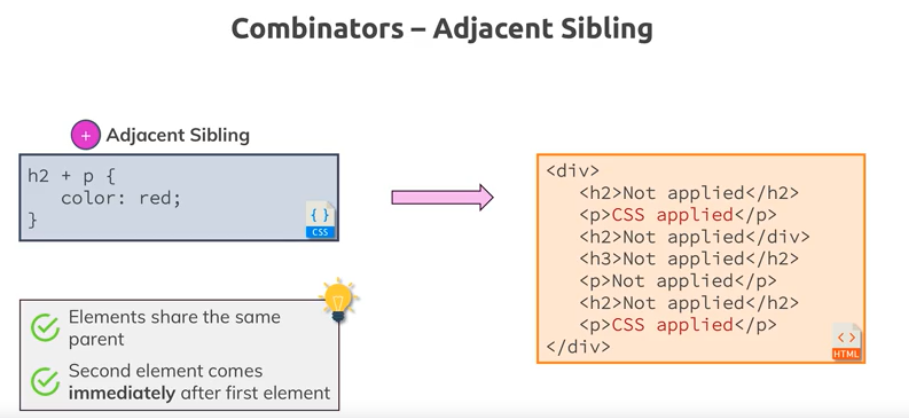 Combinators – Adjacent Sibling
+ Adjacent Sibling
h2 + p {
color: red;
}
{ }
CSS
Elements share the same
parent
Second element comes
immediately after first element
<div>
<h2>Not applied</h2>
<p>CSS applied</p>
<h2>Not applied</div>
<h3>Not applied</h2>
<p>Not applied</p>
<h2>Not applied</h2>
<p>CSS applied</p>
</div>
<>
HTML